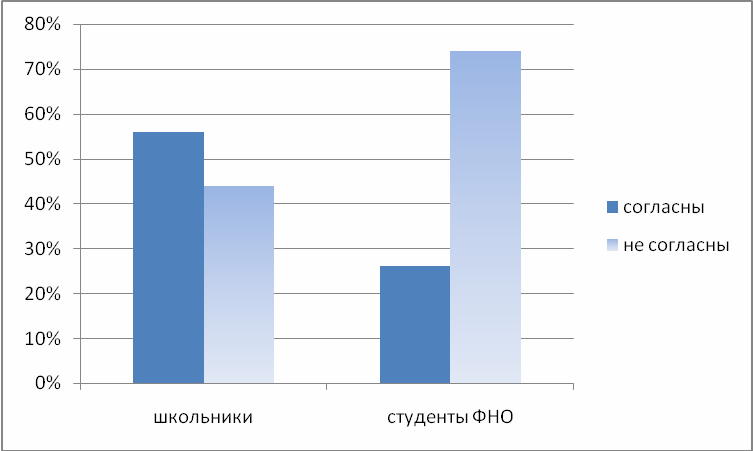 80%
70%
60%
50%
40%
30%
20%
10%
0%
школьники
студенты ФНО
согласны
не согласны